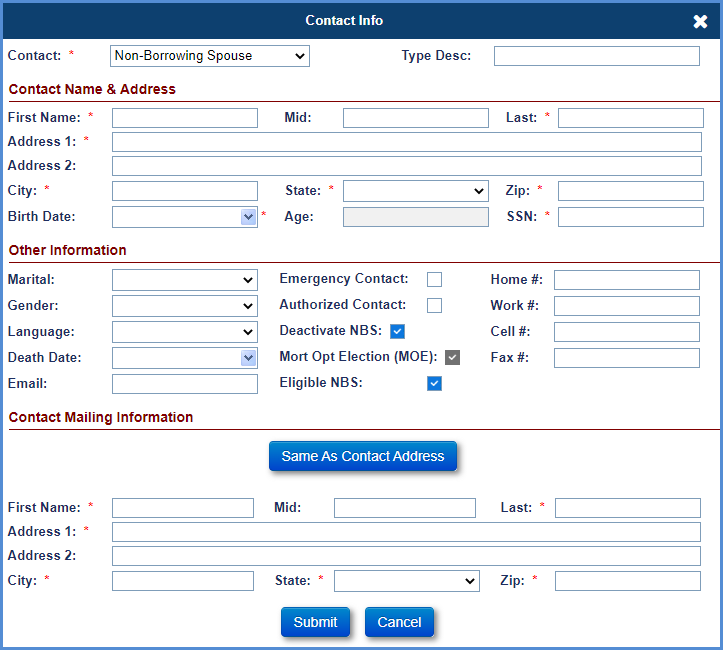 Contact Info
Contact: * Non-Borrowing Spouse Type Desc:
Contact Name & Address
First Name: * Mid: Last: *
Address 1: *
Address 2:
City: * State: * Zip: *
Birth Date: * Age: SSN: *
Other Information
Marital: Emergency Contact: Home #:
Gender: Authorized Contact: Work #:
Language: Deactivate NBS: Cell #:
Death Date: Mort Opt Election (MOE): Fax #:
Email: Eligible NBS:
Contact Mailing Information
Same As Contact Address
First Name: * Mid: Last: *
Address 1: *
Address 2:
City: * State: * Zip: *
Submit Cancel